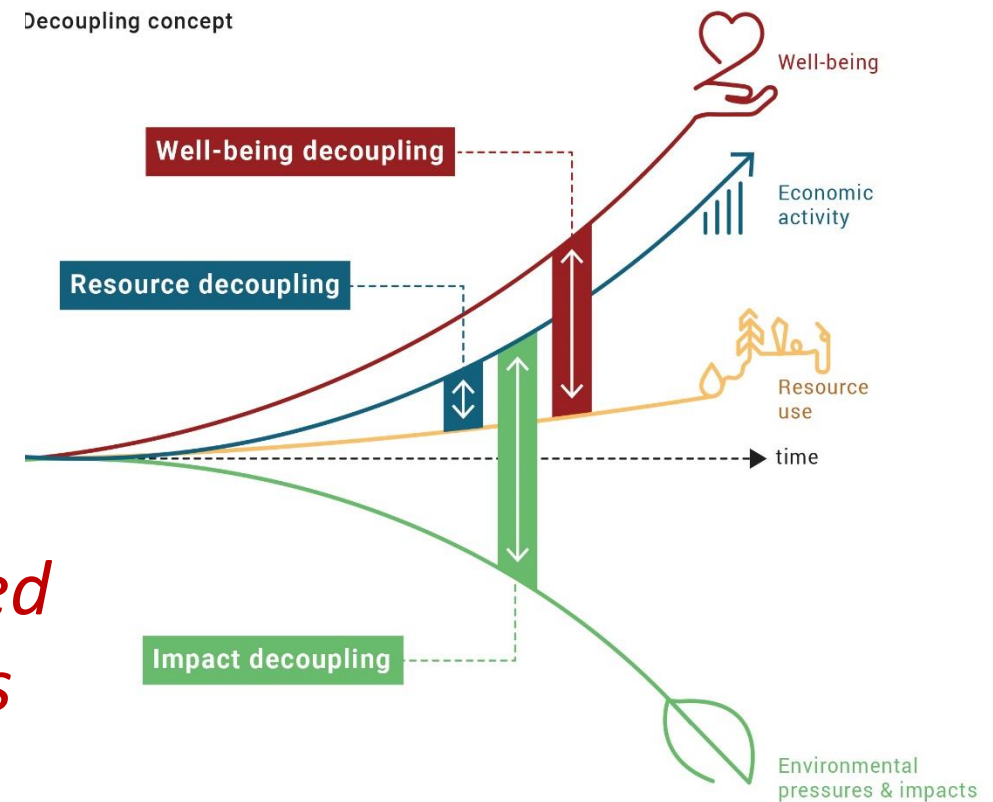 Decoupling concept
Well-being
Well-being decoupling
Economic
activity
Resource decoupling
Resource
use
time
ed
s
Impact decoupling
Environmental
pressures & impacts